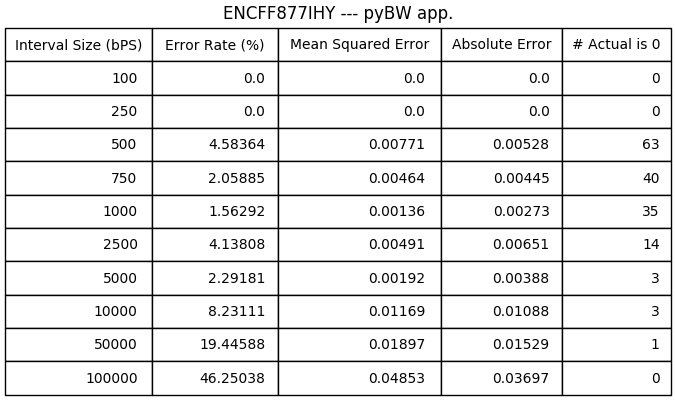 ENCFF877IHY --- pyBW app.
Interval Size (bPS) Error Rate (%) Mean Squared Error Absolute Error # Actual is 0
100 0.0 0.0 0.0 0
250 0.0 0.0 0.0 0
500 4.58364 0.00771 0.00528 63
750 2.05885 0.00464 0.00445 40
1000 1.56292 0.00136 0.00273 35
2500 4.13808 0.00491 0.00651 14
5000 2.29181 0.00192 0.00388 3
10000 8.23111 0.01169 0.01088 3
50000 19.44588 0.01897 0.01529 1
100000 46.25038 0.04853 0.03697 0